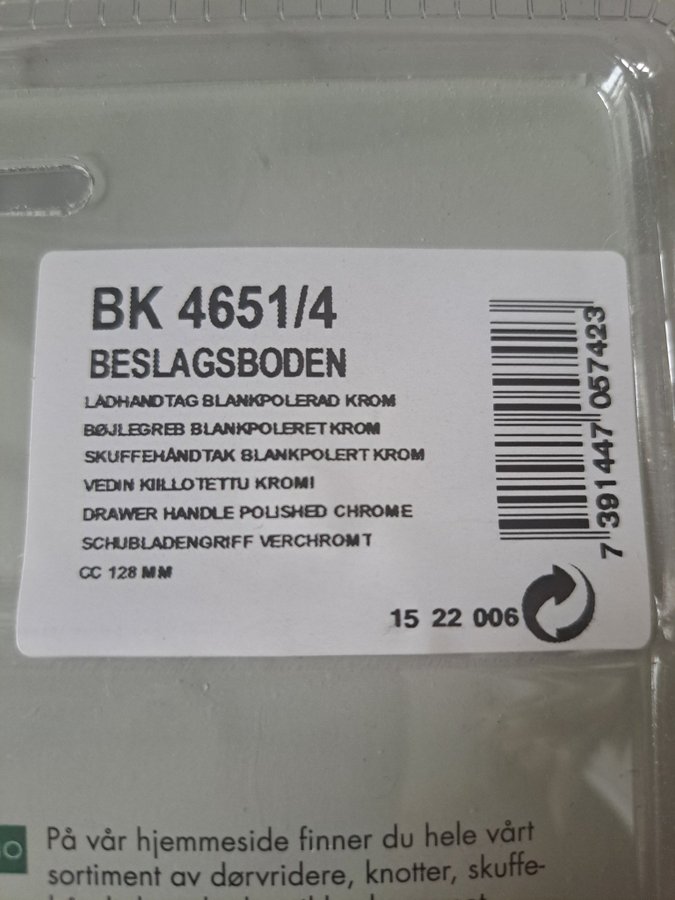 BK 4651/4
BESLAGSBODEN
LÅDHANDTAG BLANKPOLERAD KROM
BØJLEGREB BLANKPOLERET KROM
SKUFFEHÅNDTAK BLANKPOLERT KROM
VEDIN KIILLOTETTU KROMI
DRAWER HANDLE POLISHED CHROME
SCHUBLADENGRIFF VERCHROMT
CC 128 MM
15 22 006
7 391447 057423
På vår hjemmeside finner du hele vårt
sortiment av dørvridere, knotter, skuffe-